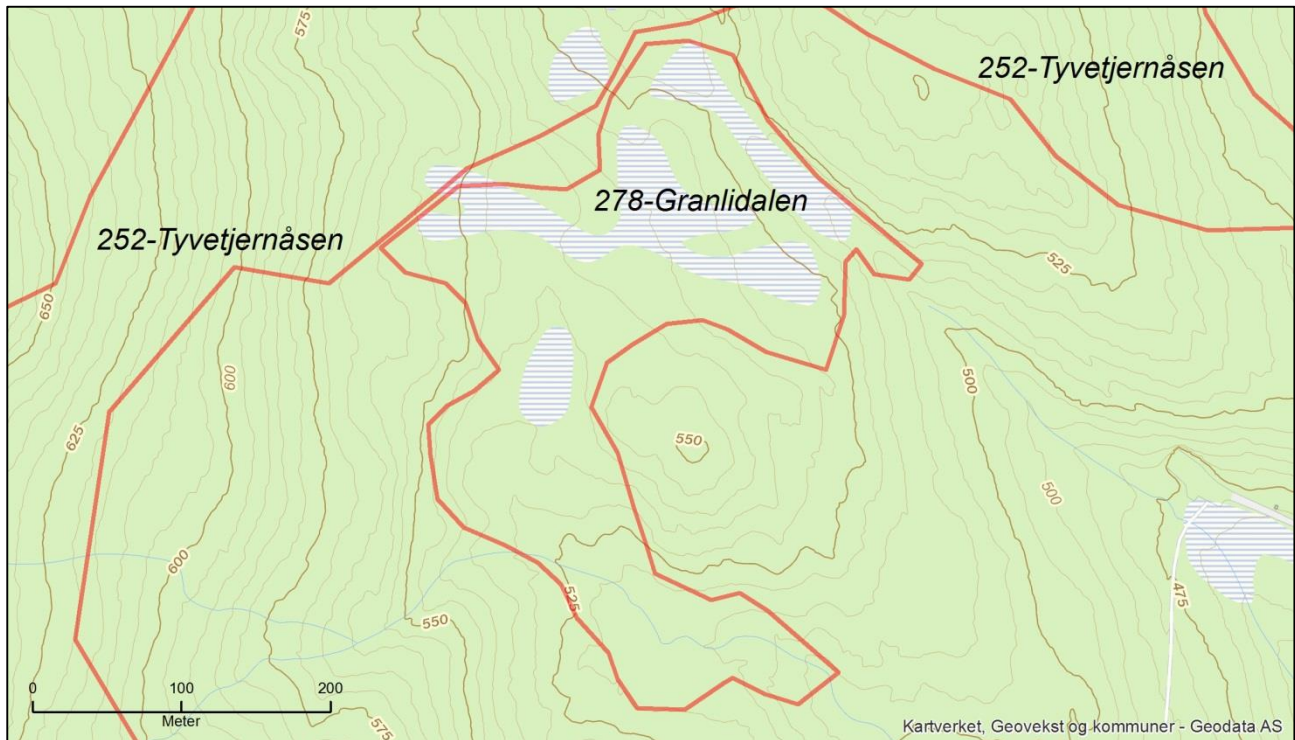 575
252-Tyvetjernåsen
278-Granlidalen
252-Tyvetjernåsen
525
650
600
500
625
550
500
600
525
475
550
0 100 200
Meter
575
Kartverket, Geovekst og kommuner - Geodata AS